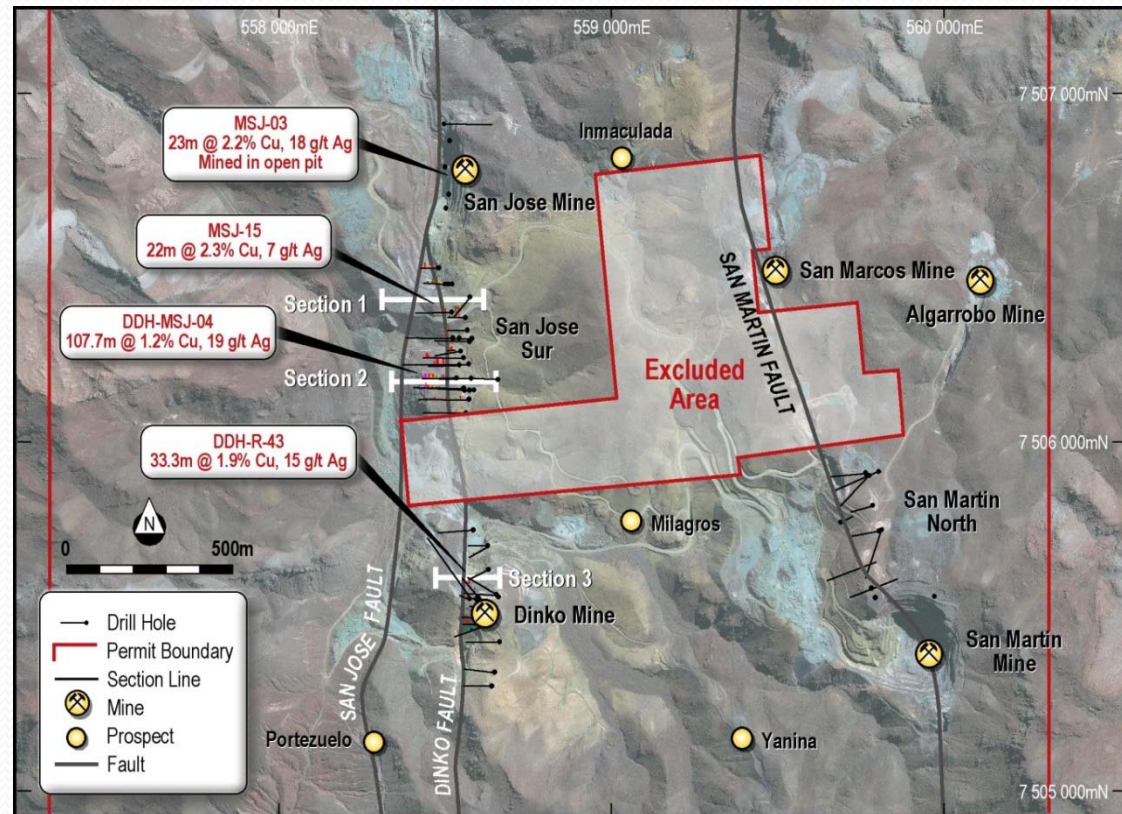 558 000mE
559 000mE
560 000mE
7 507 000mN
MSJ-03
23m @ 2.2% Cu, 18 g/t Ag
Mined in open pit
Inmaculada
San Jose Mine
MSJ-15
22m @ 2.3% Cu, 7 g/t Ag
Section 1
San Jose
Sur
SAN MARTIN FAULT
San Marcos Mine
Algarrobo Mine
DDH-MSJ-04
107.7m @ 1.2% Cu, 19 g/t Ag
Section 2
Excluded
Area
DDH-R-43
33.3m @ 1.9% Cu, 15 g/t Ag
7 506 000mN
San Martin
North
Milagros
N
0
500m
Section 3
Dinko Mine
San Martin
Mine
SAN JOSE FAULT
DINKO FAULT
Portezuelo
Yanina
7 505 000mN
Drill Hole
Permit Boundary
Section Line
Mine
Prospect
Fault